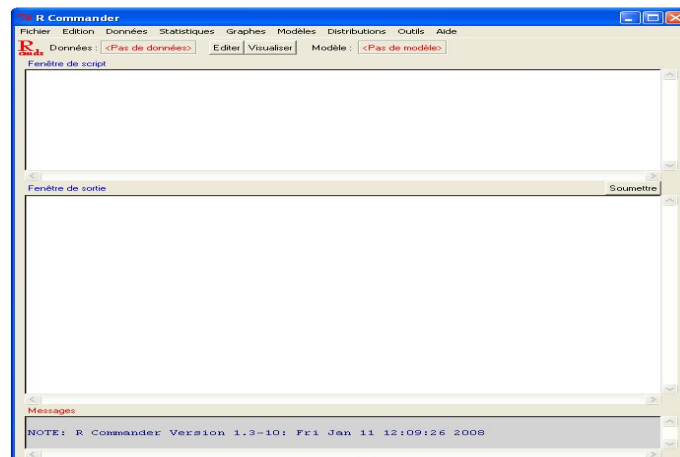 R Commander
Fichier Edition Données Statistiques Graphes Modèles Distributions Outils Aide
R cmdr Données : <Pas de données> Editer Visualiser Modèle : <Pas de modèle>
Fenêtre de script
Fenêtre de sortie Soumettre
Messages
NOTE: R Commander Version 1.3-10: Fri Jan 11 12:09:26 2008